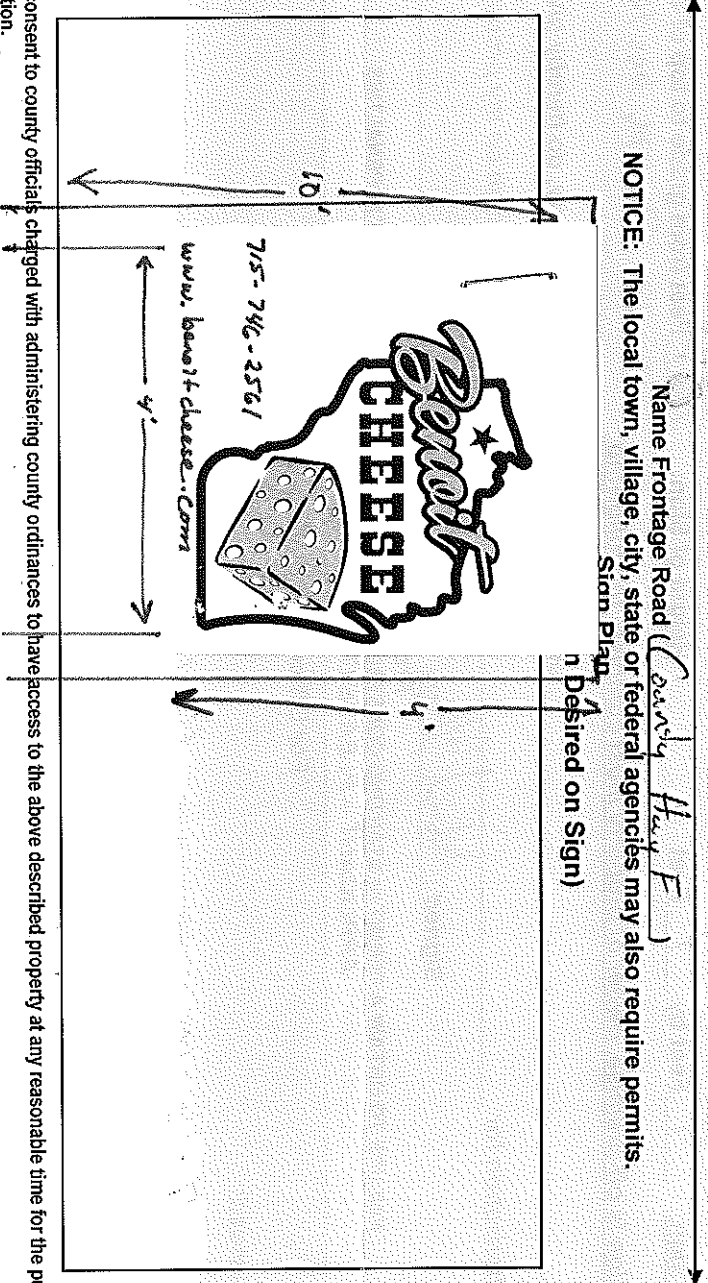 Name Frontage Road (County Hwy F)
NOTICE: The local town, village, city, state or federal agencies may also require permits.
Sign Plan
n Desired on Sign)
Benoit
CHEESE
10'
4'
715-746-2561
www.benoitcheese.com
4'
onsent to county officials charged with administering county ordinances to have access to the above described property at any reasonable time for the p
tion.